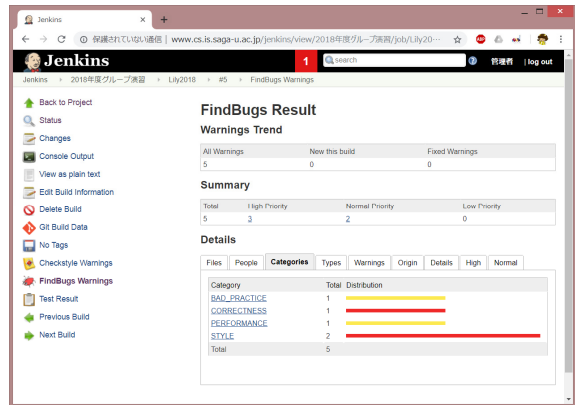 Jenkins × +
保護されていない通信 | www.cs.is.saga-u.ac.jp/jenkins/view/2018年度グループ演習/job/Lily20… ABP
Jenkins 1 search ? 管理者 | log out
Jenkins › 2018年度グループ演習 › Lily2018 › #5 › FindBugs Warnings
Back to Project
Status
Changes
Console Output
View as plain text
Edit Build Information
Delete Build
Git Build Data
No Tags
Checkstyle Warnings
FindBugs Warnings
Test Result
Previous Build
Next Build
FindBugs Result
Warnings Trend
All Warnings New this build Fixed Warnings
5 0 0
Summary
Total High Priority Normal Priority Low Priority
5 3 2 0
Details
Files People Categories Types Warnings Origin Details High Normal
Category Total Distribution
BAD_PRACTICE 1
CORRECTNESS 1
PERFORMANCE 1
STYLE 2
Total 5